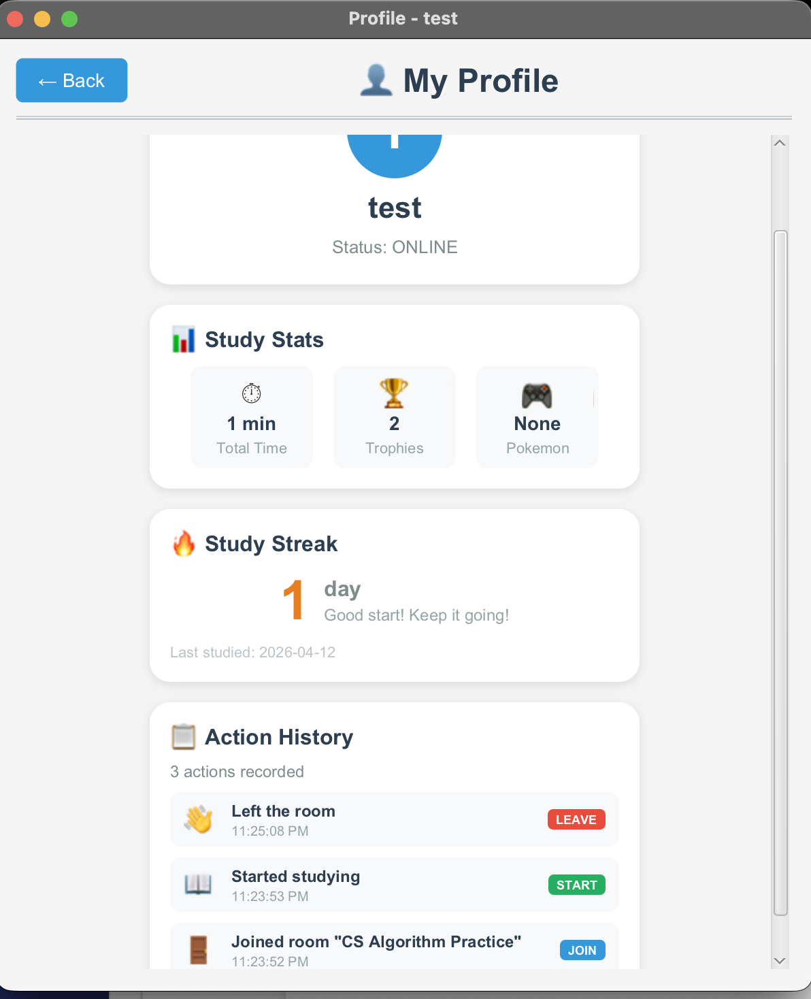 Profile - test
← Back
My Profile
test
Status: ONLINE
Study Stats
1 min
Total Time
2
Trophies
None
Pokemon
Study Streak
1
day
Good start! Keep it going!
Last studied: 2026-04-12
Action History
3 actions recorded
Left the room
11:25:08 PM
LEAVE
Started studying
11:23:53 PM
START
Joined room "CS Algorithm Practice"
11:23:52 PM
JOIN